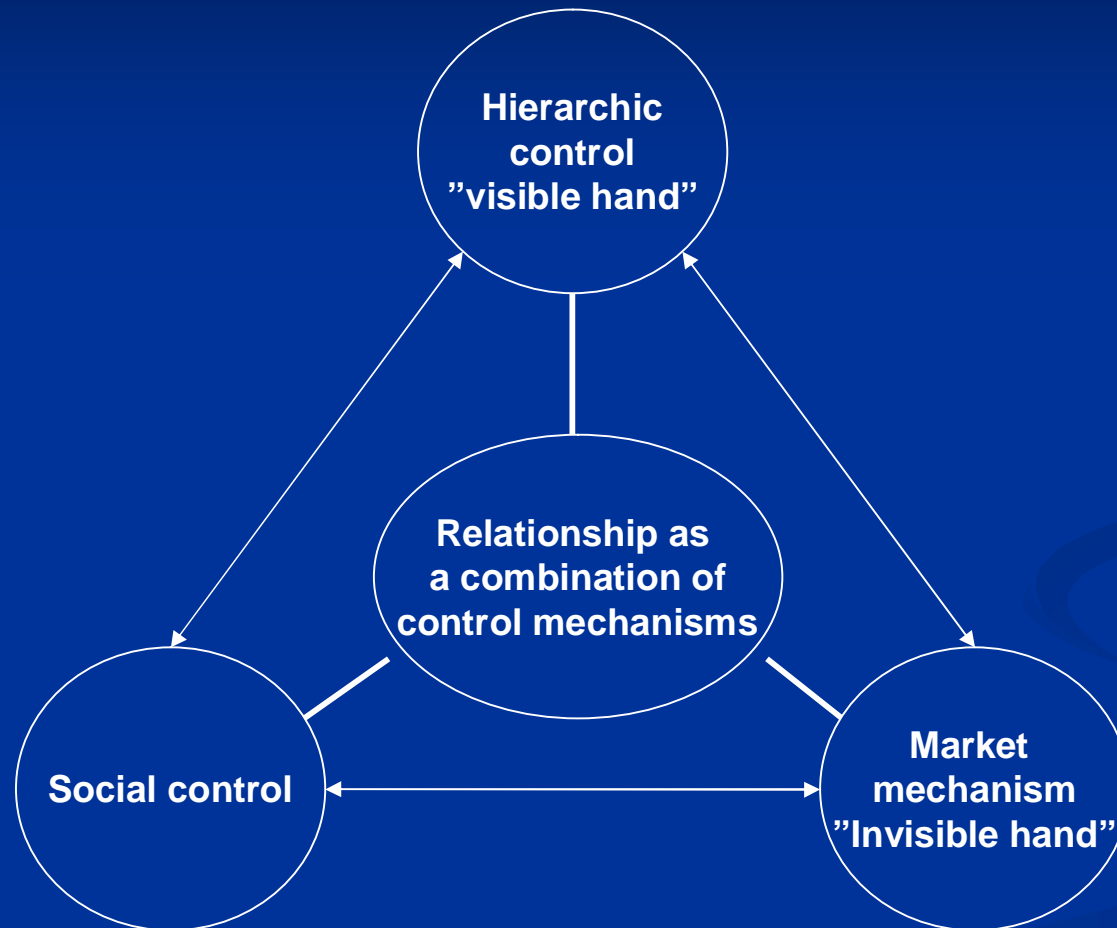 Hierarchic
control
”visible hand”
Relationship as
a combination of
control mechanisms
Social control
Market
mechanism
”Invisible hand”